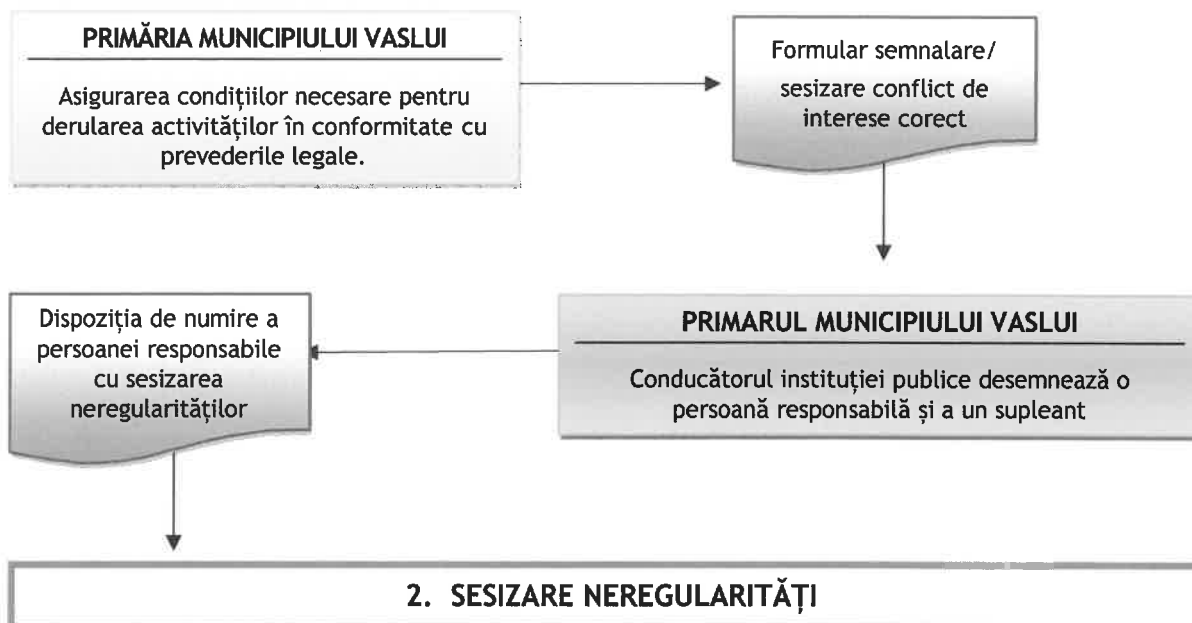 PRIMĂRIA MUNICIPIULUI VASLUI
Asigurarea condițiilor necesare pentru
derularea activităților în conformitate cu
prevederile legale.
Formular semnalare/
sesizare conflict de
interese corect
PRIMARUL MUNICIPIULUI VASLUI
Conducătorul instituției publice desemnează o
persoană responsabilă și a un supleant
Dispoziția de numire a
persoanei responsabile
cu sesizarea
neregularităților
2. SESIZARE NEREGULARITĂȚI